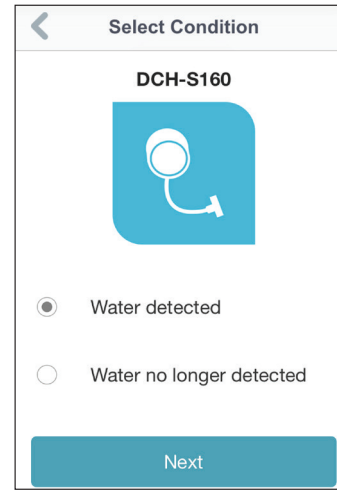 Select Condition
DCH-S160
Water detected
Water no longer detected
Next